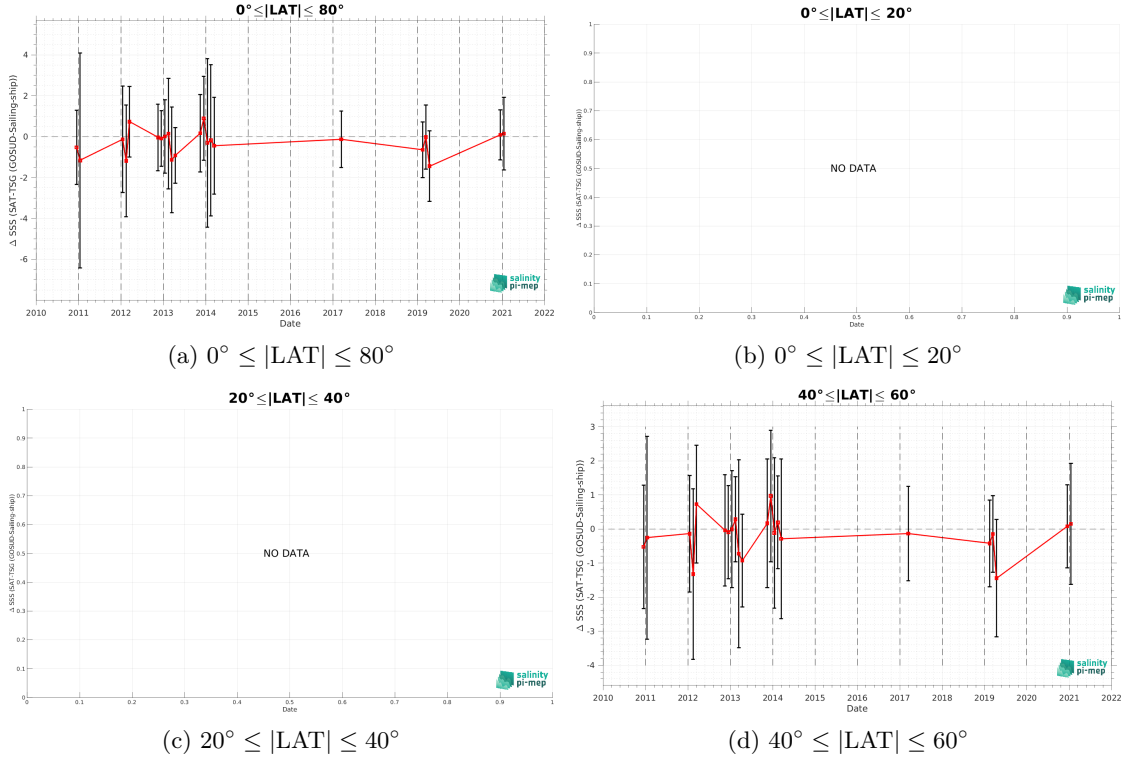 0°≤|LAT|≤ 80°
Δ SSS (SAT-TSG (GOSUD-Sailing-ship))
4
2
0
-2
-4
-6
2010 2011 2012 2013 2014 2015 2016 2017 2018 2019 2020 2021 2022
Date
salinity
pi-mep
(a) 0° ≤ |LAT| ≤ 80°
0°≤|LAT|≤ 20°
Δ SSS (SAT-TSG (GOSUD-Sailing-ship))
1
0.9
0.8
0.7
0.6
0.5
0.4
0.3
0.2
0.1
0
NO DATA
0 0.1 0.2 0.3 0.4 0.5 0.6 0.7 0.8 0.9 1
Date
salinity
pi-mep
(b) 0° ≤ |LAT| ≤ 20°
20°≤|LAT|≤ 40°
Δ SSS (SAT-TSG (GOSUD-Sailing-ship))
1
0.9
0.8
0.7
0.6
0.5
0.4
0.3
0.2
0.1
0
NO DATA
0 0.1 0.2 0.3 0.4 0.5 0.6 0.7 0.8 0.9 1
Date
salinity
pi-mep
(c) 20° ≤ |LAT| ≤ 40°
40°≤|LAT|≤ 60°
Δ SSS (SAT-TSG (GOSUD-Sailing-ship))
3
2
1
0
-1
-2
-3
-4
2010 2011 2012 2013 2014 2015 2016 2017 2018 2019 2020 2021 2022
Date
salinity
pi-mep
(d) 40° ≤ |LAT| ≤ 60°